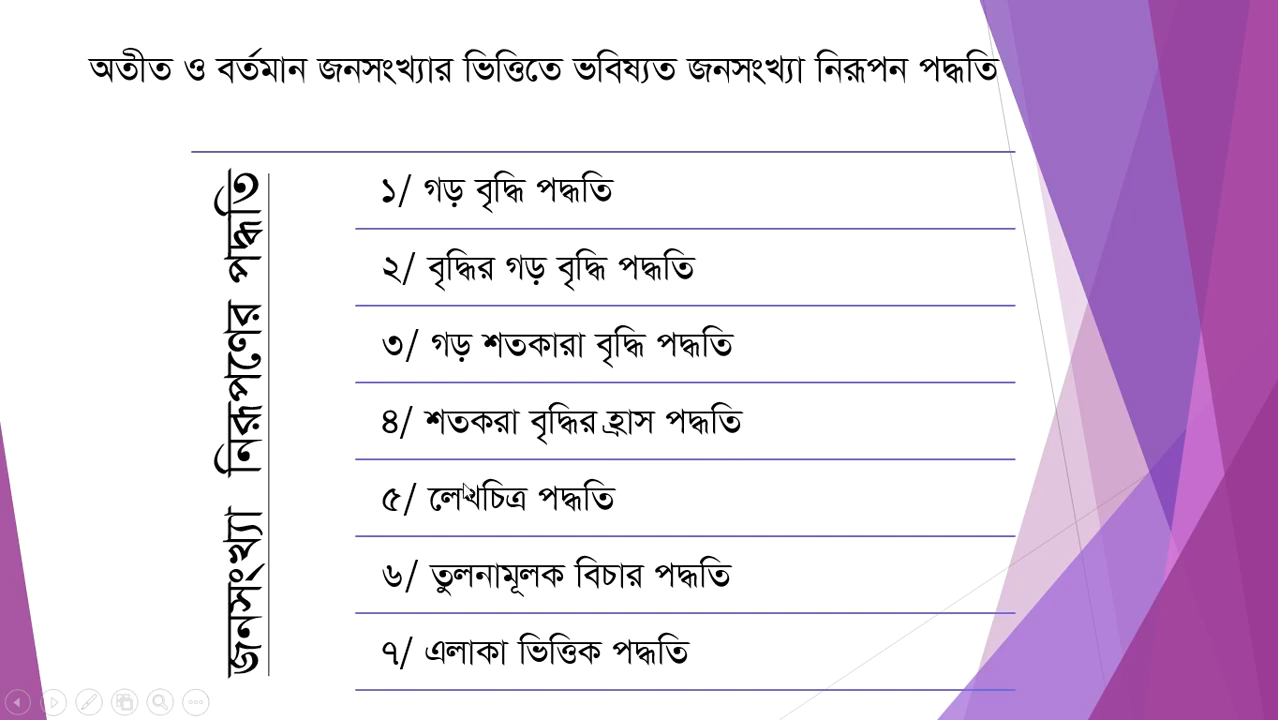 অতীত ও বর্তমান জনসংখ্যার ভিত্তিতে ভবিষ্যত জনসংখ্যা নিরূপন পদ্ধতি
জনসংখ্যা নিরূপণের পদ্ধতি
১/ গড় বৃদ্ধি পদ্ধতি
২/ বৃদ্ধির গড় বৃদ্ধি পদ্ধতি
৩/ গড় শতকারা বৃদ্ধি পদ্ধতি
৪/ শতকরা বৃদ্ধির হ্রাস পদ্ধতি
৫/ লেখচিত্র পদ্ধতি
৬/ তুলনামূলক বিচার পদ্ধতি
৭/ এলাকা ভিত্তিক পদ্ধতি